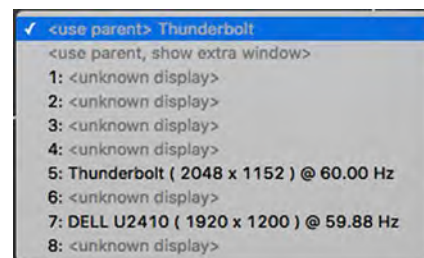 ✓ <use parent> Thunderbolt
<use parent, show extra window>
1: <unknown display>
2: <unknown display>
3: <unknown display>
4: <unknown display>
5: Thunderbolt ( 2048 x 1152 ) @ 60.00 Hz
6: <unknown display>
7: DELL U2410 ( 1920 x 1200 ) @ 59.88 Hz
8: <unknown display>